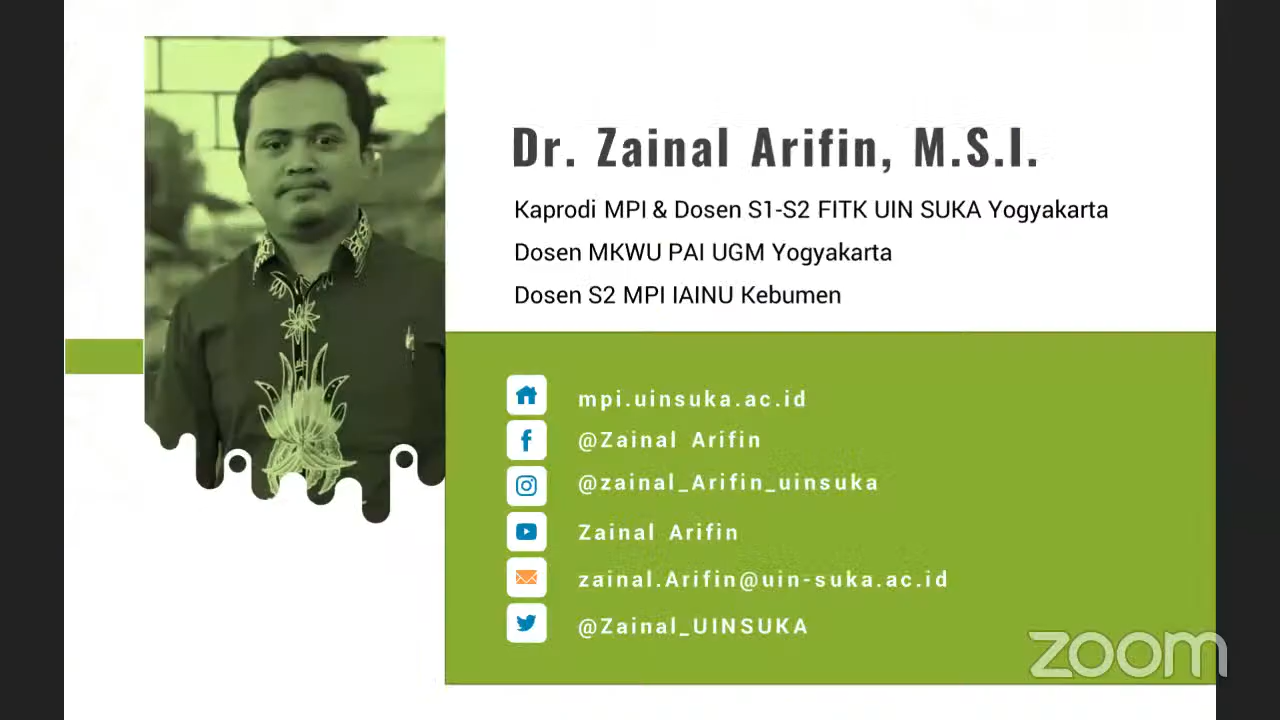 Dr. Zainal Arifin, M.S.I.
Kaprodi MPI & Dosen S1-S2 FITK UIN SUKA Yogyakarta
Dosen MKWU PAI UGM Yogyakarta
Dosen S2 MPI IAINU Kebumen
mpi.uinsuka.ac.id
@Zainal Arifin
@zainal_Arifin_uinsuka
Zainal Arifin
zainal.Arifin@uin-suka.ac.id
@Zainal_UINSUKA
zoom